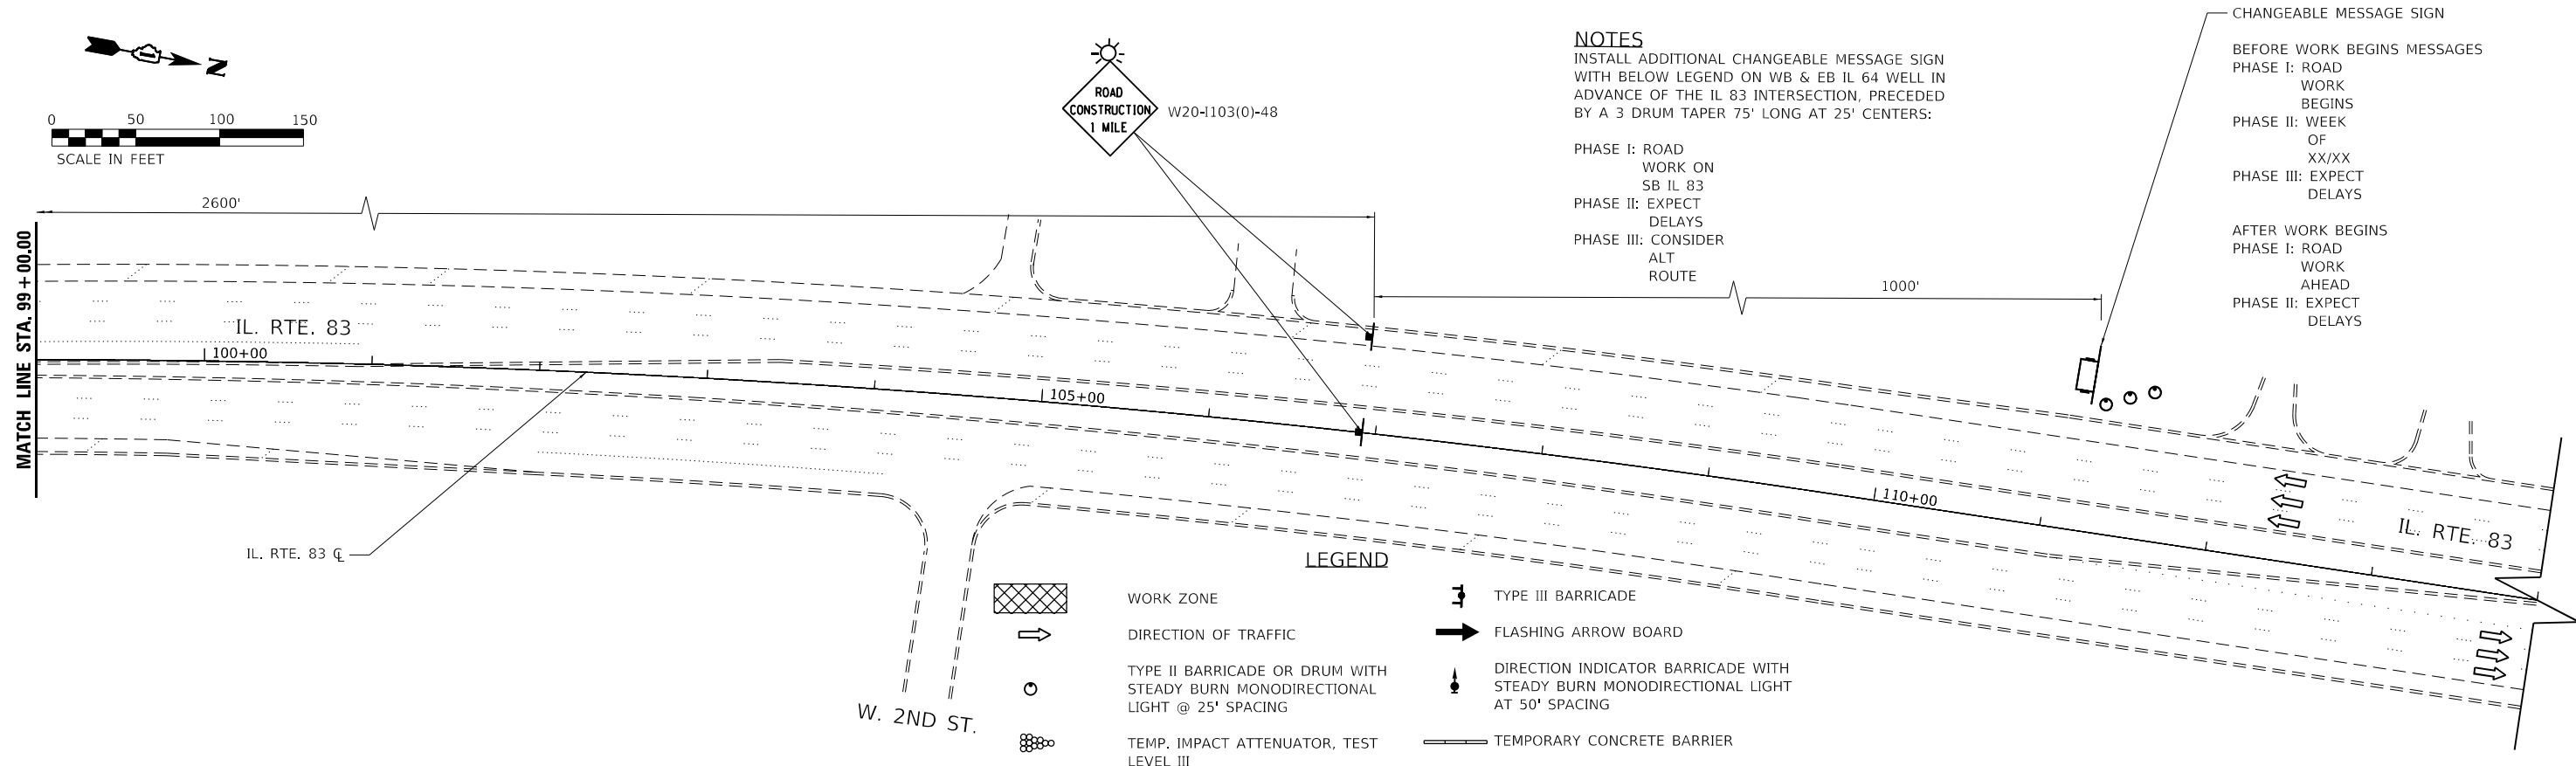 N
0 50 100 150
SCALE IN FEET
2600'
MATCH LINE STA. 99+00.00
IL. RTE. 83
100+00
105+00
110+00
IL. RTE. 83 ℄
W. 2ND ST.
ROAD
CONSTRUCTION
1 MILE
W20-I103(0)-48
NOTES
INSTALL ADDITIONAL CHANGEABLE MESSAGE SIGN
WITH BELOW LEGEND ON WB & EB IL 64 WELL IN
ADVANCE OF THE IL 83 INTERSECTION, PRECEDED
BY A 3 DRUM TAPER 75' LONG AT 25' CENTERS:
PHASE I: ROAD
WORK ON
SB IL 83
PHASE II: EXPECT
DELAYS
PHASE III: CONSIDER
ALT
ROUTE
1000'
CHANGEABLE MESSAGE SIGN
BEFORE WORK BEGINS MESSAGES
PHASE I: ROAD
WORK
BEGINS
PHASE II: WEEK
OF
XX/XX
PHASE III: EXPECT
DELAYS
AFTER WORK BEGINS
PHASE I: ROAD
WORK
AHEAD
PHASE II: EXPECT
DELAYS
IL. RTE. 83
LEGEND
WORK ZONE
DIRECTION OF TRAFFIC
TYPE II BARRICADE OR DRUM WITH
STEADY BURN MONODIRECTIONAL
LIGHT @ 25' SPACING
TEMP. IMPACT ATTENUATOR, TEST
LEVEL III
TYPE III BARRICADE
FLASHING ARROW BOARD
DIRECTION INDICATOR BARRICADE WITH
STEADY BURN MONODIRECTIONAL LIGHT
AT 50' SPACING
TEMPORARY CONCRETE BARRIER